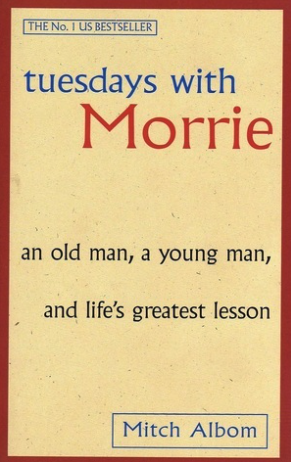 THE No. 1 US BESTSELLER
tuesdays with
Morrie
an old man, a young man,
and life's greatest lesson
Mitch Albom